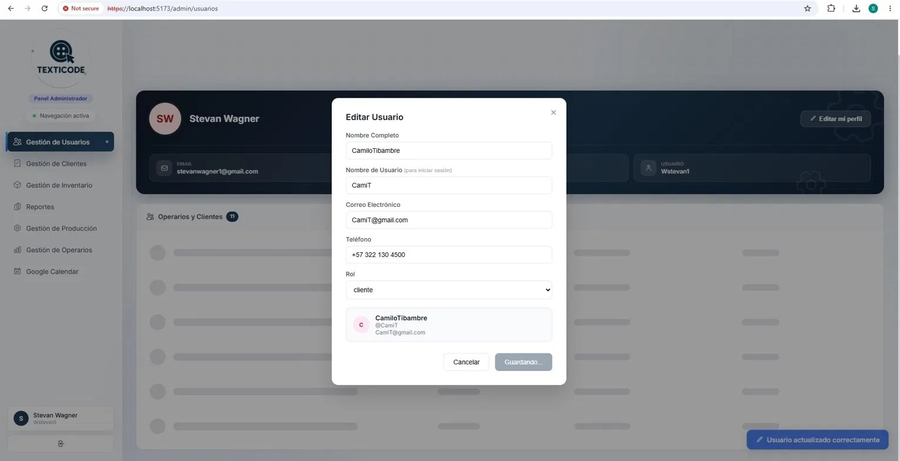 Not secure
https://localhost:5173/admin/usuarios
S
TEXTICODE
Panel Administrador
Navegación activa
Gestión de Usuarios
Gestión de Clientes
Gestión de Inventario
Reportes
Gestión de Producción
Gestión de Operarios
Google Calendar
S
Stevan Wagner
Wstevan1
SW
Stevan Wagner
Editar mi perfil
EMAIL
stevanwagner1@gmail.com
USUARIO
Wstevan1
Operarios y Clientes 11
Editar Usuario
Nombre Completo
CamiloTibambre
Nombre de Usuario (para iniciar sesión)
CamiT
Correo Electrónico
CamiT@gmail.com
Teléfono
+57 322 130 4500
Rol
cliente
C
CamiloTibambre
@CamiT
CamiT@gmail.com
Cancelar
Guardando...
Usuario actualizado correctamente